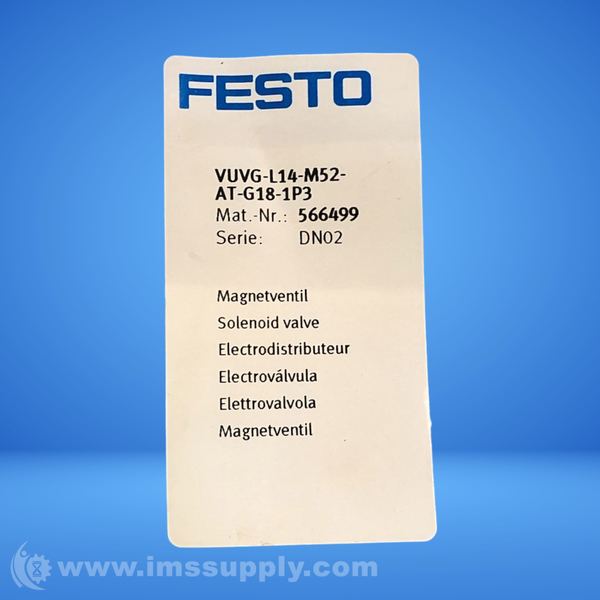 FESTO
VUVG-L14-M52-
AT-G18-1P3
Mat.-Nr.: 566499
Serie: DN02
Magnetventil
Solenoid valve
Electrodistributeur
Electroválvula
Elettrovalvola
Magnetventil
www.imssupply.com